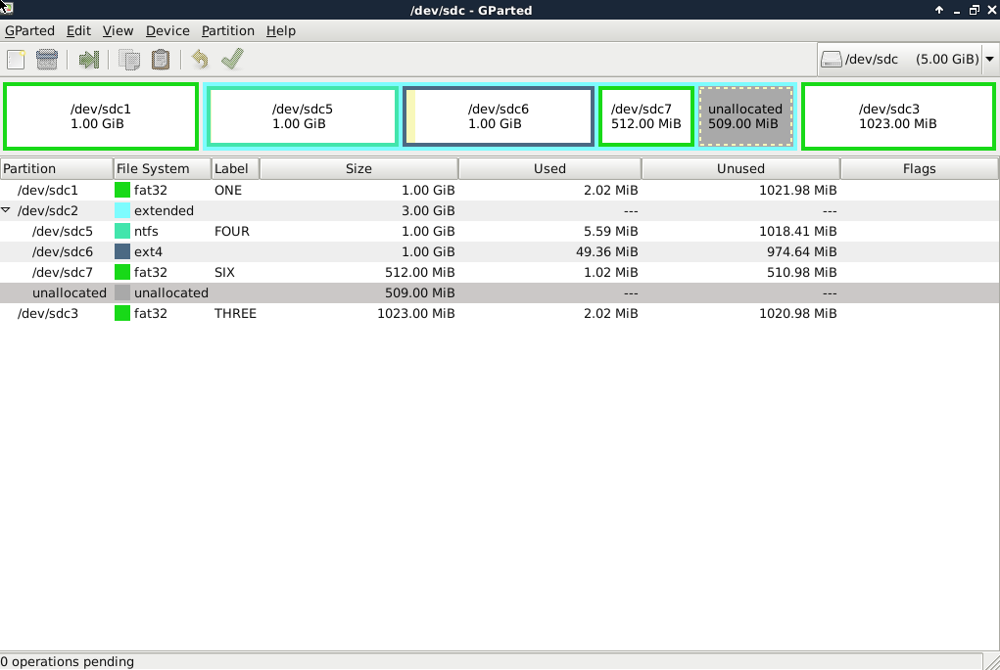 /dev/sdc - GParted
GParted Edit View Device Partition Help
/dev/sdc (5.00 GiB)
/dev/sdc1 /dev/sdc5 /dev/sdc6 /dev/sdc7 unallocated /dev/sdc3
1.00 GiB 1.00 GiB 1.00 GiB 512.00 MiB 509.00 MiB 1023.00 MiB
Partition File System Label Size Used Unused Flags
/dev/sdc1 fat32 ONE 1.00 GiB 2.02 MiB 1021.98 MiB
/dev/sdc2 extended 3.00 GiB --- ---
/dev/sdc5 ntfs FOUR 1.00 GiB 5.59 MiB 1018.41 MiB
/dev/sdc6 ext4 1.00 GiB 49.36 MiB 974.64 MiB
/dev/sdc7 fat32 SIX 512.00 MiB 1.02 MiB 510.98 MiB
unallocated unallocated 509.00 MiB --- ---
/dev/sdc3 fat32 THREE 1023.00 MiB 2.02 MiB 1020.98 MiB
0 operations pending